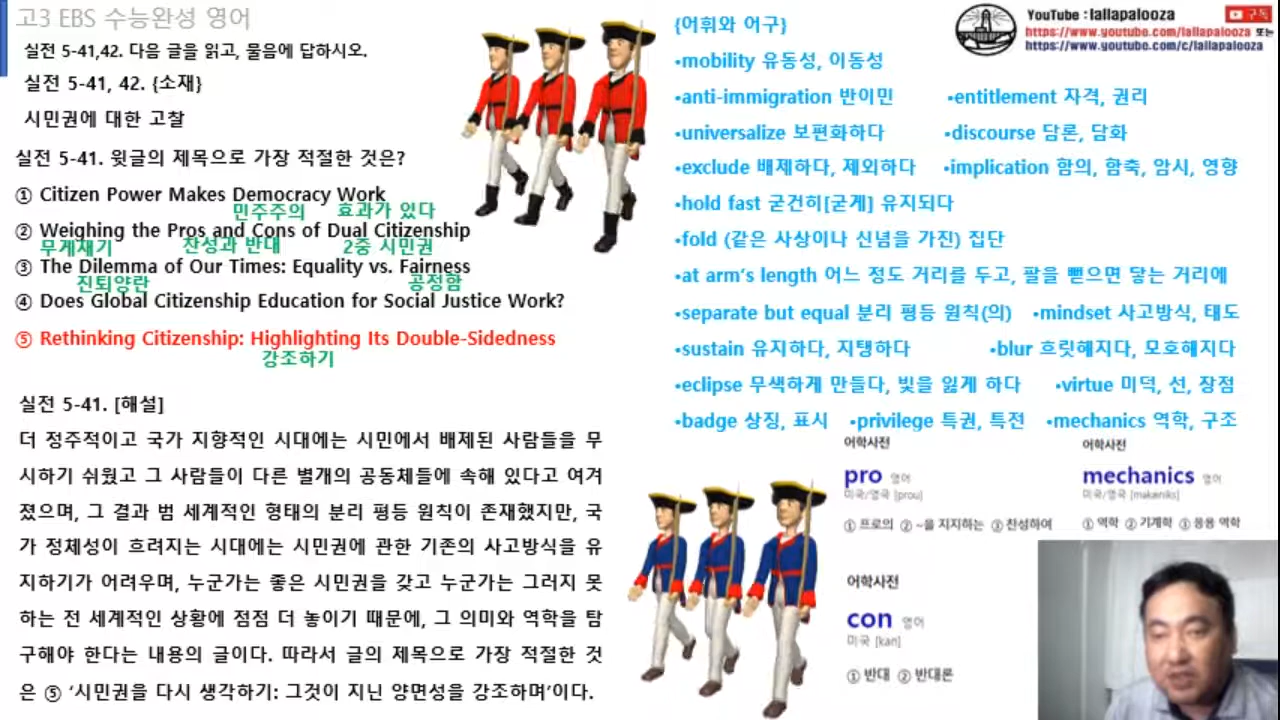 고3 EBS 수능완성 영어
실전 5-41,42. 다음 글을 읽고, 물음에 답하시오.
실전 5-41, 42. {소재}
시민권에 대한 고찰
실전 5-41. 윗글의 제목으로 가장 적절한 것은?
① Citizen Power Makes Democracy Work
민주주의 효과가 있다
② Weighing the Pros and Cons of Dual Citizenship
무게재기 찬성과 반대 2중 시민권
③ The Dilemma of Our Times: Equality vs. Fairness
진퇴양란 공정함
④ Does Global Citizenship Education for Social Justice Work?
⑤ Rethinking Citizenship: Highlighting Its Double-Sidedness
강조하기
실전 5-41. [해설]
더 정주적이고 국가 지향적인 시대에는 시민에서 배제된 사람들을 무
시하기 쉬웠고 그 사람들이 다른 별개의 공동체들에 속해 있다고 여겨
졌으며, 그 결과 범 세계적인 형태의 분리 평등 원칙이 존재했지만, 국
가 정체성이 흐려지는 시대에는 시민권에 관한 기존의 사고방식을 유
지하기가 어려우며, 누군가는 좋은 시민권을 갖고 누군가는 그러지 못
하는 전 세계적인 상황에 점점 더 놓이기 때문에, 그 의미와 역학을 탐
구해야 한다는 내용의 글이다. 따라서 글의 제목으로 가장 적절한 것
은 ⑤ ‘시민권을 다시 생각하기: 그것이 지닌 양면성을 강조하며’이다.
{어휘와 어구}
•mobility 유동성, 이동성
•anti-immigration 반이민 •entitlement 자격, 권리
•universalize 보편화하다 •discourse 담론, 담화
•exclude 배제하다, 제외하다 •implication 함의, 함축, 암시, 영향
•hold fast 굳건히[굳게] 유지되다
•fold (같은 사상이나 신념을 가진) 집단
•at arm’s length 어느 정도 거리를 두고, 팔을 뻗으면 닿는 거리에
•separate but equal 분리 평등 원칙(의) •mindset 사고방식, 태도
•sustain 유지하다, 지탱하다 •blur 흐릿해지다, 모호해지다
•eclipse 무색하게 만들다, 빛을 잃게 하다 •virtue 미덕, 선, 장점
•badge 상징, 표시 •privilege 특권, 특전 •mechanics 역학, 구조
어학사전
pro 영어
미국/영국 [prou]
① 프로의 ② ~을 지지하는 ③ 찬성하여
어학사전
mechanics 영어
미국/영국 [məkæniks]
① 역학 ② 기계학 ③ 응용 역학
어학사전
con 영어
미국 [kan]
① 반대 ② 반대론
YouTube : lallapalooza
구독
https://www.youtube.com/lallapalooza 또는
https://www.youtube.com/c/lallapalooza